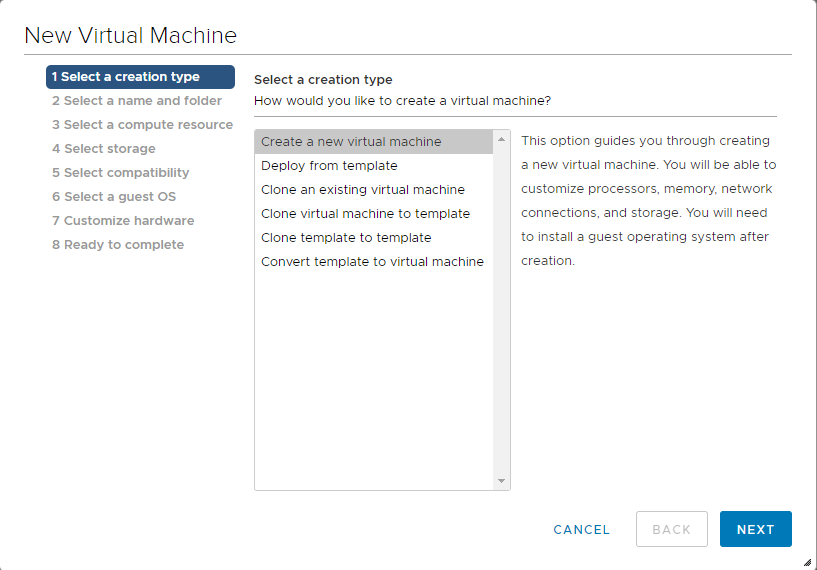 New Virtual Machine
1 Select a creation type
2 Select a name and folder
3 Select a compute resource
4 Select storage
5 Select compatibility
6 Select a guest OS
7 Customize hardware
8 Ready to complete
Select a creation type
How would you like to create a virtual machine?
Create a new virtual machine
Deploy from template
Clone an existing virtual machine
Clone virtual machine to template
Clone template to template
Convert template to virtual machine
This option guides you through creating
a new virtual machine. You will be able to
customize processors, memory, network
connections, and storage. You will need
to install a guest operating system after
creation.
CANCEL
BACK
NEXT